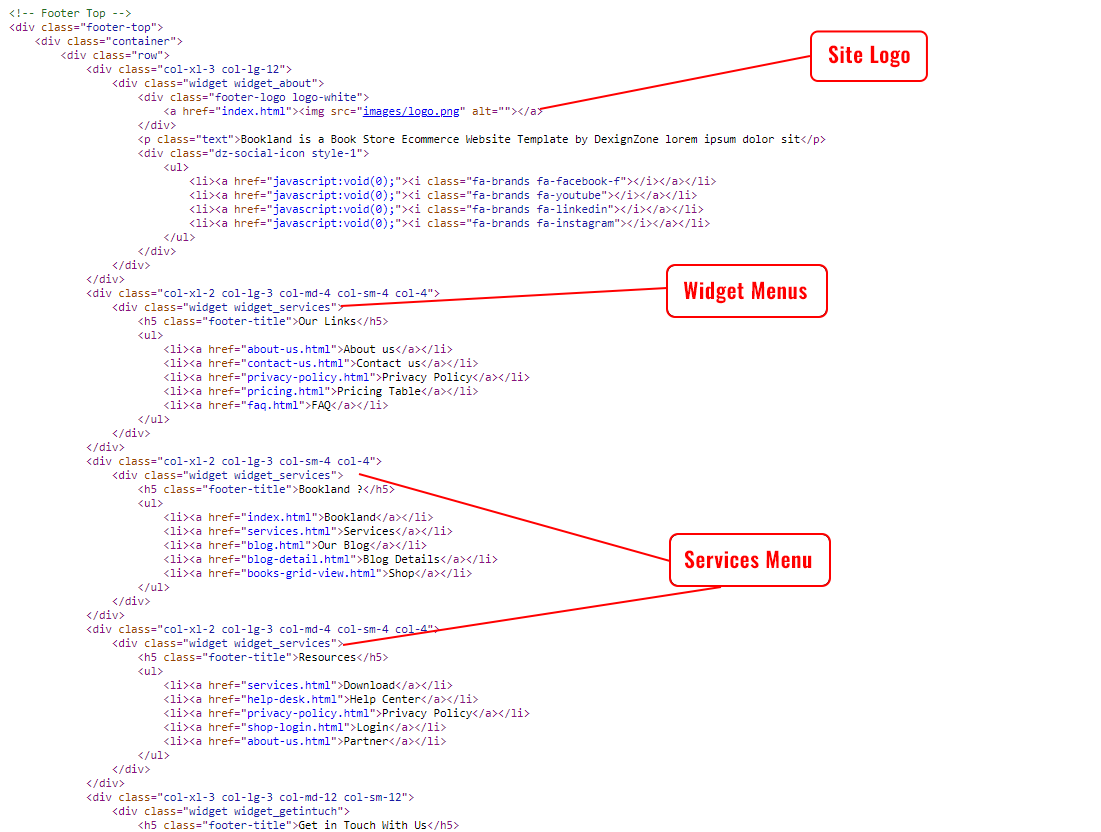 <!-- Footer Top -->
<div class="footer-top">
<div class="container">
<div class="row">
<div class="col-xl-3 col-lg-12">
<div class="widget widget_about">
<div class="footer-logo logo-white">
<a href="index.html"><img src="images/logo.png" alt=""></a>
</div>
<p class="text">Bookland is a Book Store Ecommerce Website Template by DexignZone lorem ipsum dolor sit</p>
<div class="dz-social-icon style-1">
<ul>
<li><a href="javascript:void(0);"><i class="fa-brands fa-facebook-f"></i></a></li>
<li><a href="javascript:void(0);"><i class="fa-brands fa-youtube"></i></a></li>
<li><a href="javascript:void(0);"><i class="fa-brands fa-linkedin"></i></a></li>
<li><a href="javascript:void(0);"><i class="fa-brands fa-instagram"></i></a></li>
</ul>
</div>
</div>
</div>
<div class="col-xl-2 col-lg-3 col-md-4 col-sm-4 col-4">
<div class="widget widget_services">
<h5 class="footer-title">Our Links</h5>
<ul>
<li><a href="about-us.html">About us</a></li>
<li><a href="contact-us.html">Contact us</a></li>
<li><a href="privacy-policy.html">Privacy Policy</a></li>
<li><a href="pricing.html">Pricing Table</a></li>
<li><a href="faq.html">FAQ</a></li>
</ul>
</div>
</div>
<div class="col-xl-2 col-lg-3 col-sm-4 col-4">
<div class="widget widget_services">
<h5 class="footer-title">Bookland ?</h5>
<ul>
<li><a href="index.html">Bookland</a></li>
<li><a href="services.html">Services</a></li>
<li><a href="blog.html">Our Blog</a></li>
<li><a href="blog-detail.html">Blog Details</a></li>
<li><a href="books-grid-view.html">Shop</a></li>
</ul>
</div>
</div>
<div class="col-xl-2 col-lg-3 col-md-4 col-sm-4 col-4">
<div class="widget widget_services">
<h5 class="footer-title">Resources</h5>
<ul>
<li><a href="services.html">Download</a></li>
<li><a href="help-desk.html">Help Center</a></li>
<li><a href="privacy-policy.html">Privacy Policy</a></li>
<li><a href="shop-login.html">Login</a></li>
<li><a href="about-us.html">Partner</a></li>
</ul>
</div>
</div>
<div class="col-xl-3 col-lg-3 col-md-12 col-sm-12">
<div class="widget widget_getintuch">
<h5 class="footer-title">Get in Touch With Us</h5>
Site Logo
Widget Menus
Services Menu